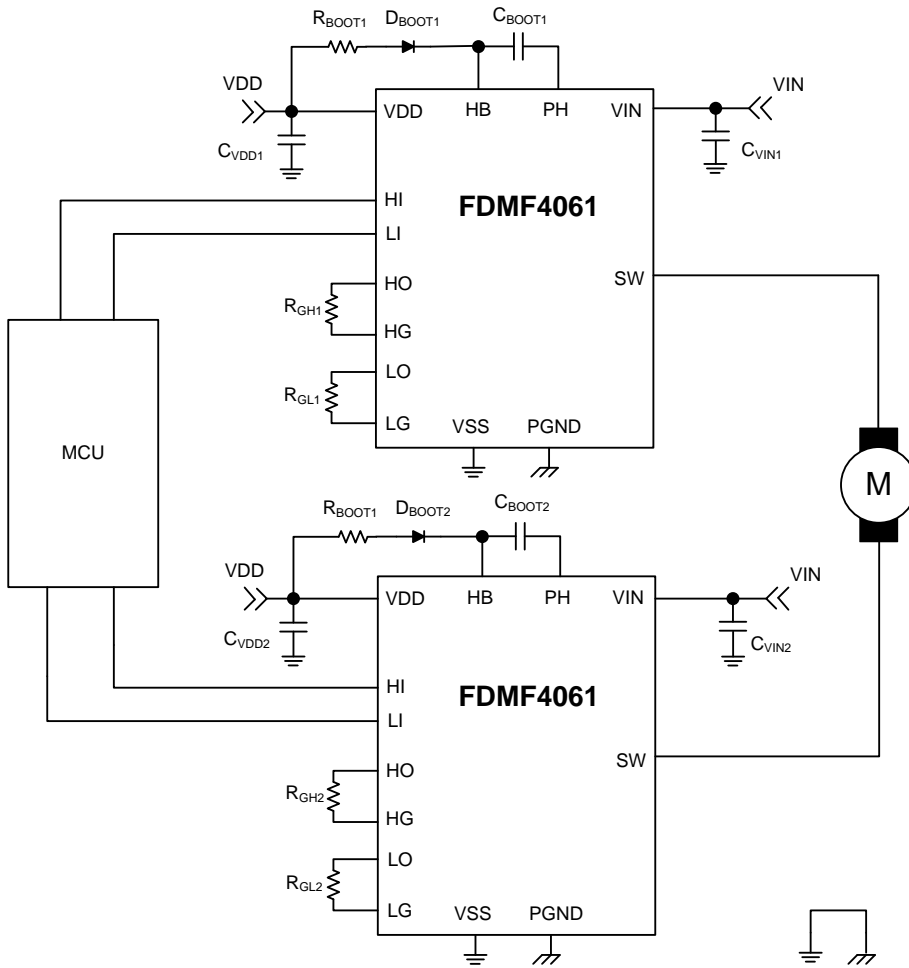 RBOOT1 DBOOT1 CBOOT1
VDD VIN
VDD HB PH VIN
CVDD1 CVIN1
HI FDMF4061
LI
HO SW
RGH1
HG
LO
RGL1
LG
VSS PGND
MCU
M
RBOOT1 DBOOT2 CBOOT2
VDD VIN
VDD HB PH VIN
CVDD2 CVIN2
HI FDMF4061
LI
SW
HO
RGH2
HG
LO
RGL2
LG
VSS PGND